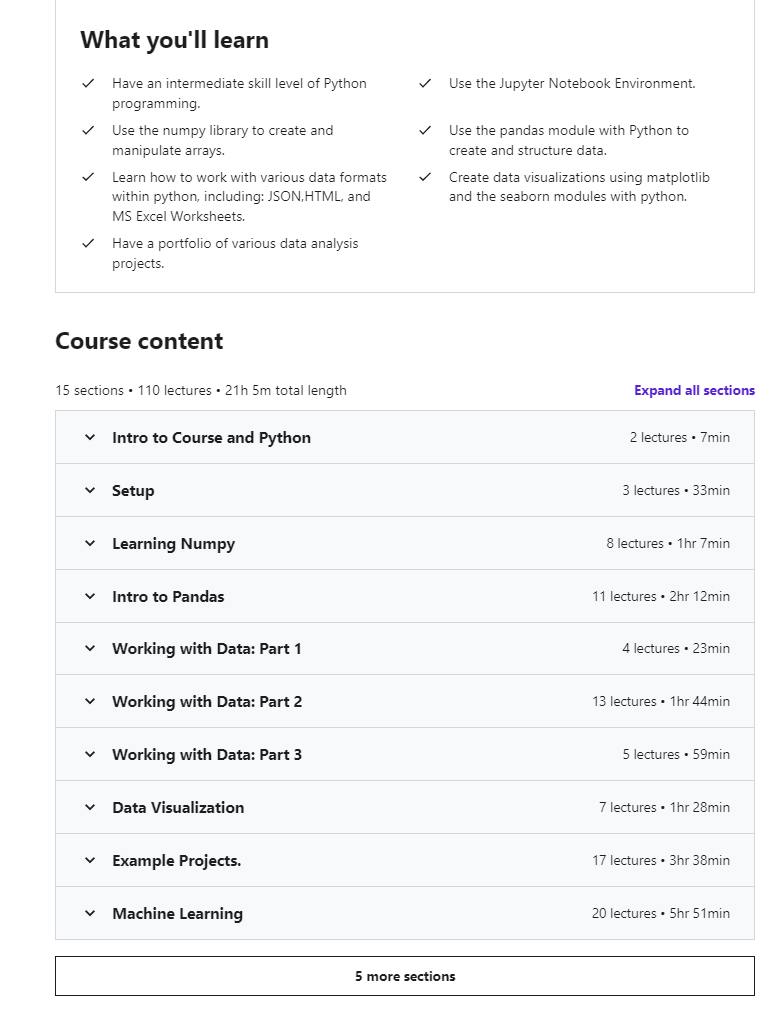 What you'll learn
Have an intermediate skill level of Python
programming.
Use the Jupyter Notebook Environment.
Use the numpy library to create and
manipulate arrays.
Use the pandas module with Python to
create and structure data.
Learn how to work with various data formats
within python, including: JSON,HTML, and
MS Excel Worksheets.
Create data visualizations using matplotlib
and the seaborn modules with python.
Have a portfolio of various data analysis
projects.
Course content
15 sections • 110 lectures • 21h 5m total length
Expand all sections
Intro to Course and Python
2 lectures • 7min
Setup
3 lectures • 33min
Learning Numpy
8 lectures • 1hr 7min
Intro to Pandas
11 lectures • 2hr 12min
Working with Data: Part 1
4 lectures • 23min
Working with Data: Part 2
13 lectures • 1hr 44min
Working with Data: Part 3
5 lectures • 59min
Data Visualization
7 lectures • 1hr 28min
Example Projects.
17 lectures • 3hr 38min
Machine Learning
20 lectures • 5hr 51min
5 more sections